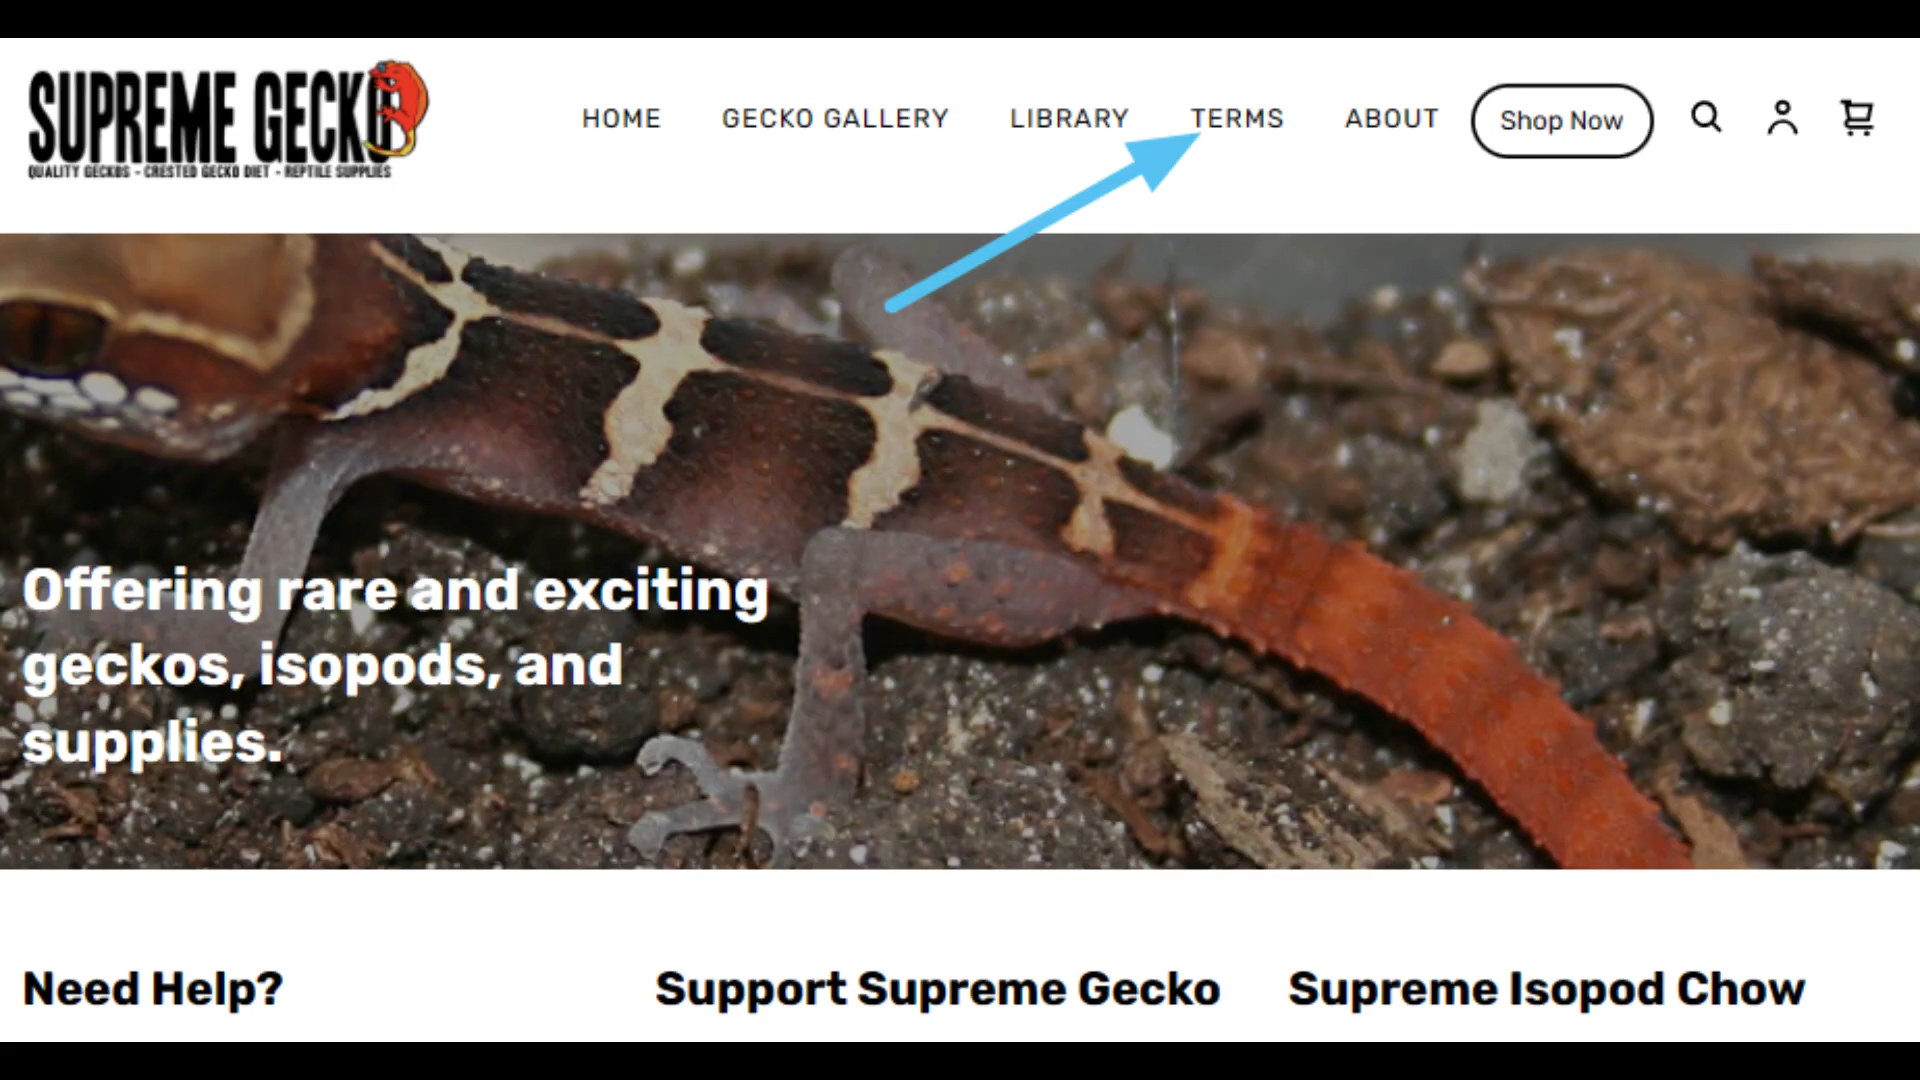 SUPREME GECKO
QUALITY GECKOS - CRESTED GECKO DIET - REPTILE SUPPLIES
HOME GECKO GALLERY LIBRARY TERMS ABOUT Shop Now
Offering rare and exciting
geckos, isopods, and
supplies.
Need Help? Support Supreme Gecko Supreme Isopod Chow